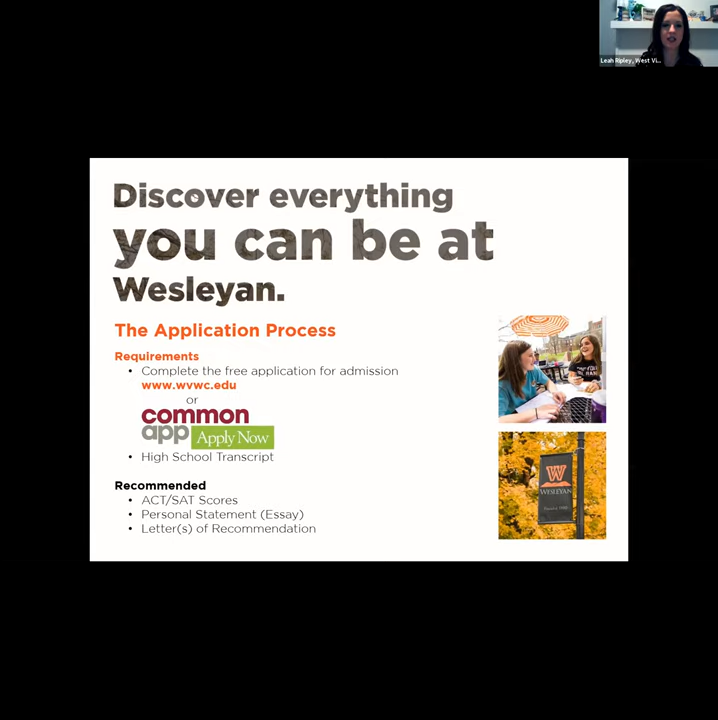 Leah Ripley, West Vi...
Discover everything
you can be at
Wesleyan.
The Application Process
Requirements
• Complete the free application for admission
www.wvwc.edu
or
common
app Apply Now
• High School Transcript
Recommended
• ACT/SAT Scores
• Personal Statement (Essay)
• Letter(s) of Recommendation
W
WESLEYAN